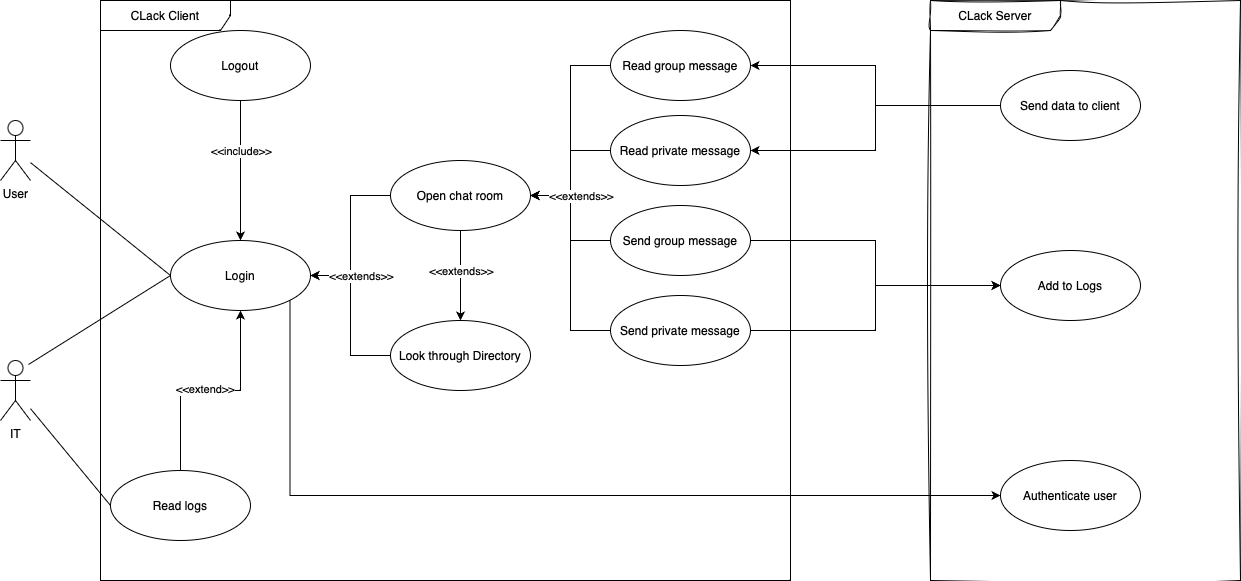 CLack Client
CLack Server
Logout
Read group message
Send data to client
<<include>>
Read private message
User
Open chat room
<<extends>>
Send group message
Login
<<extends>>
<<extends>>
Add to Logs
Send private message
Look through Directory
<<extend>>
IT
Read logs
Authenticate user